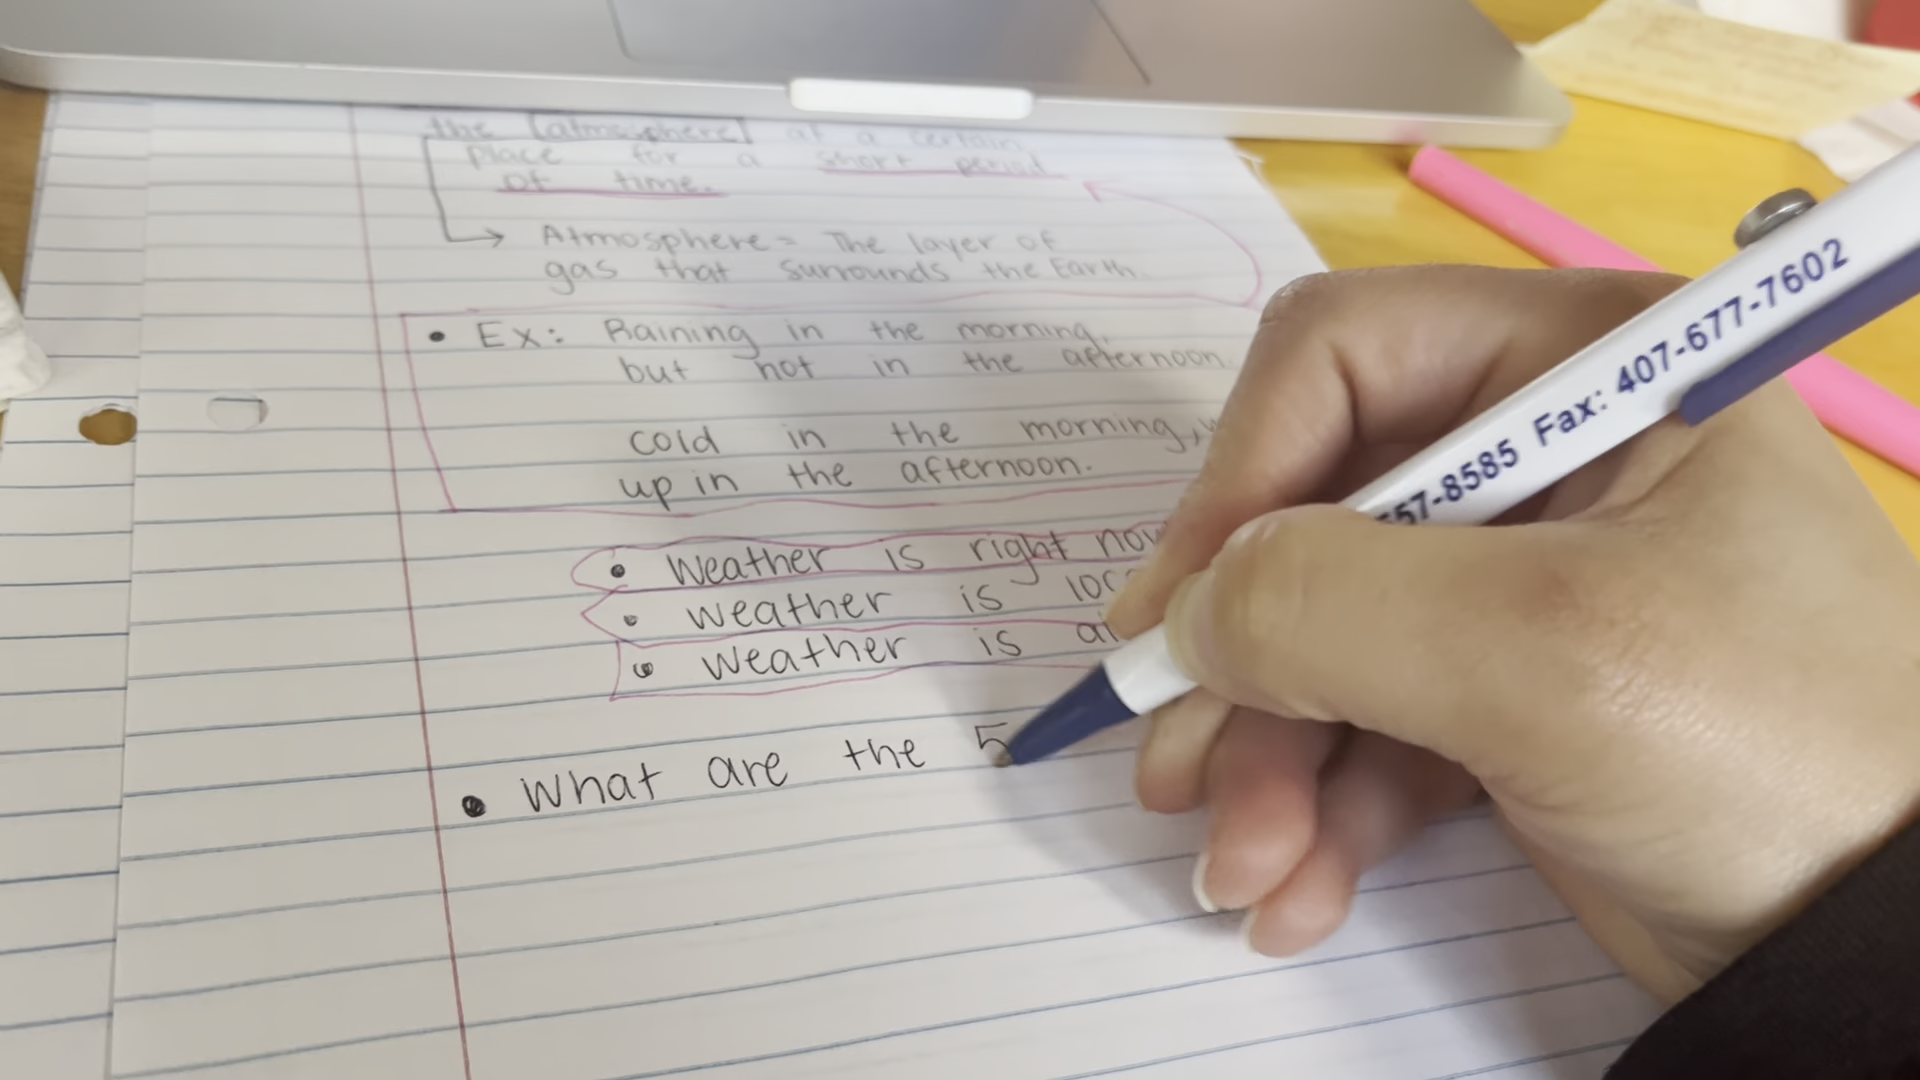 the [atmosphere] at a certain
place for a short period
of time.
Atmosphere = The layer of
gas that surrounds the Earth.
• Ex: Raining in the morning,
but not in the afternoon.
cold in the morning,
up in the afternoon.
• Weather is right now
• weather is
• weather is
• What are the 5
57-8585 Fax: 407-677-7602